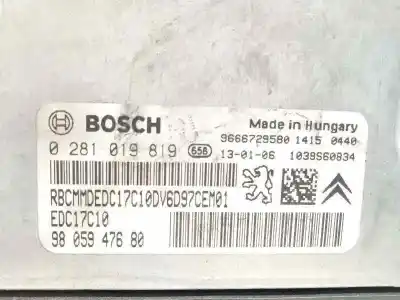 BOSCH
Made in Hungary
0 281 019 819 658
9666729580 1415 0440
13-01-06 1039S60834
RBCMMDEDC17C10DV6D97CEM01
EDC17C10
98 059 476 80